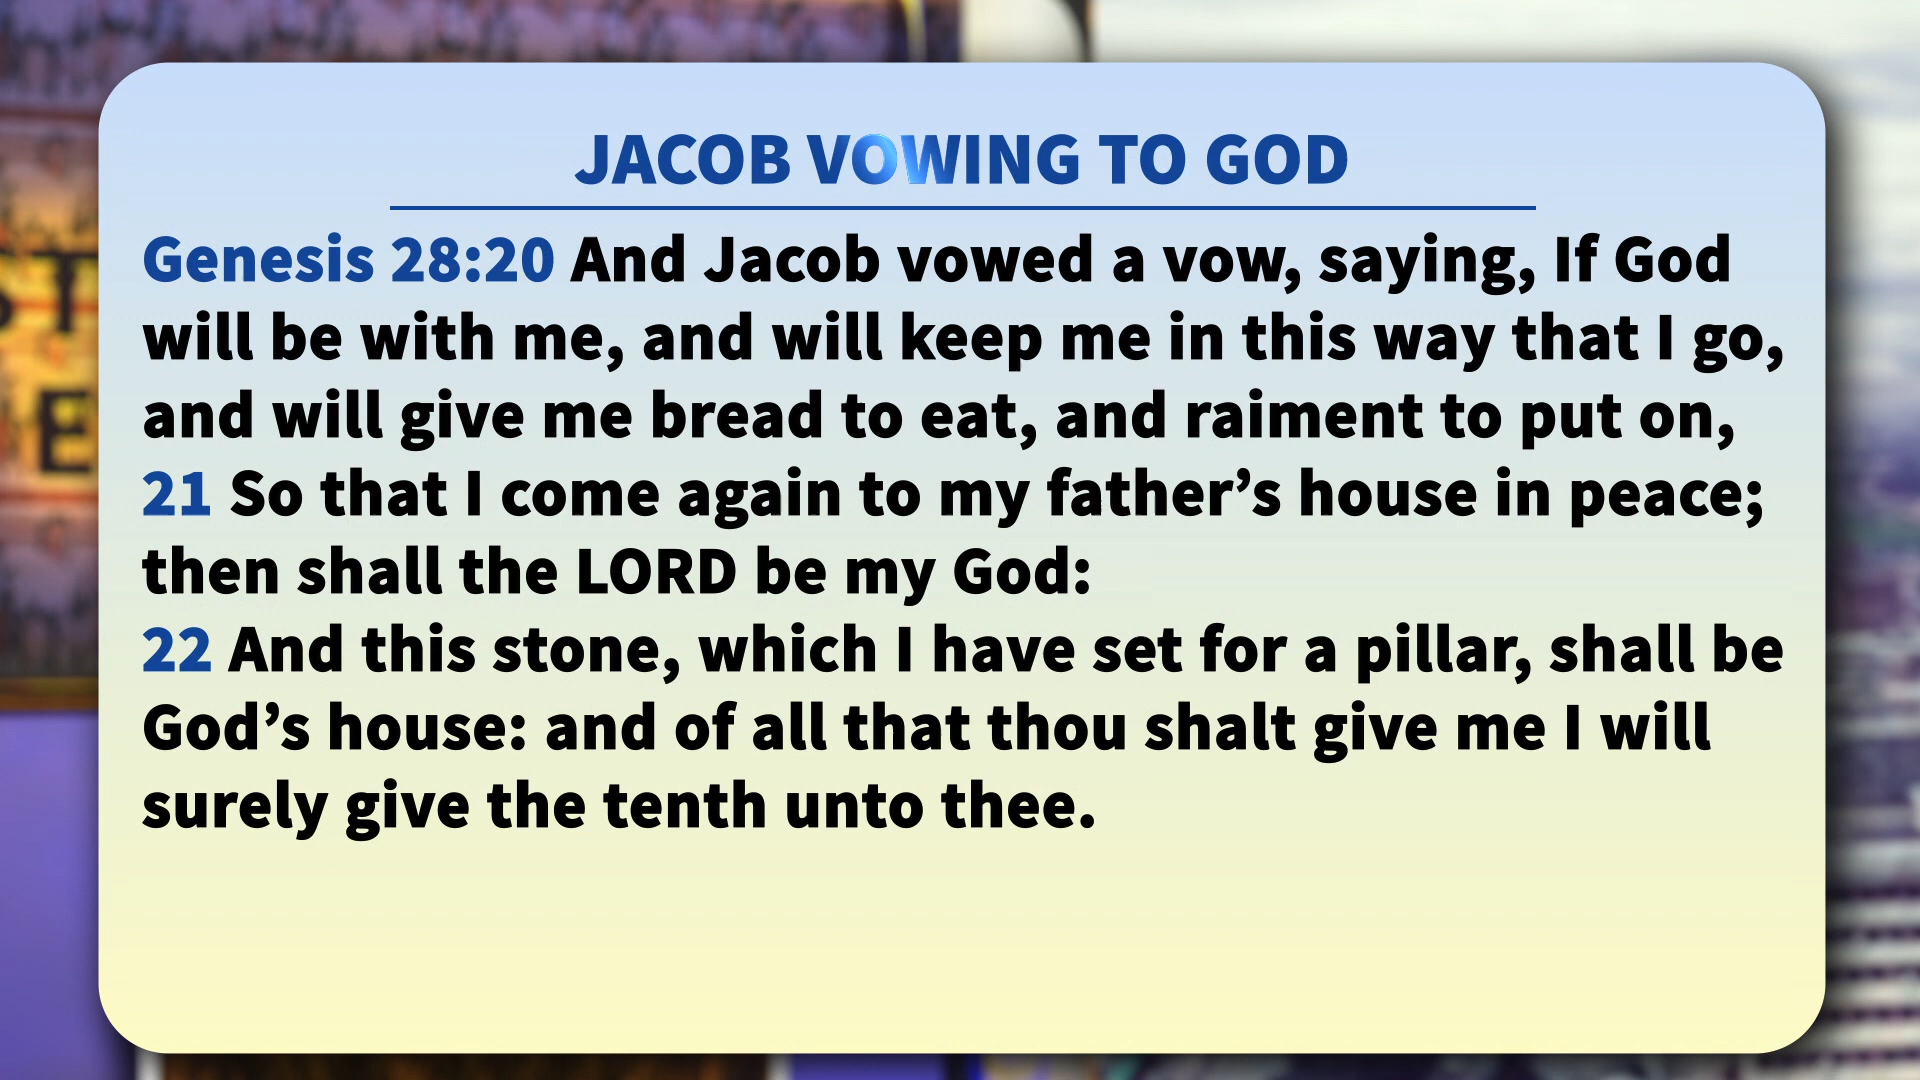 JACOB VOWING TO GOD
Genesis 28:20 And Jacob vowed a vow, saying, If God
will be with me, and will keep me in this way that I go,
and will give me bread to eat, and raiment to put on,
21 So that I come again to my father’s house in peace;
then shall the LORD be my God:
22 And this stone, which I have set for a pillar, shall be
God’s house: and of all that thou shalt give me I will
surely give the tenth unto thee.